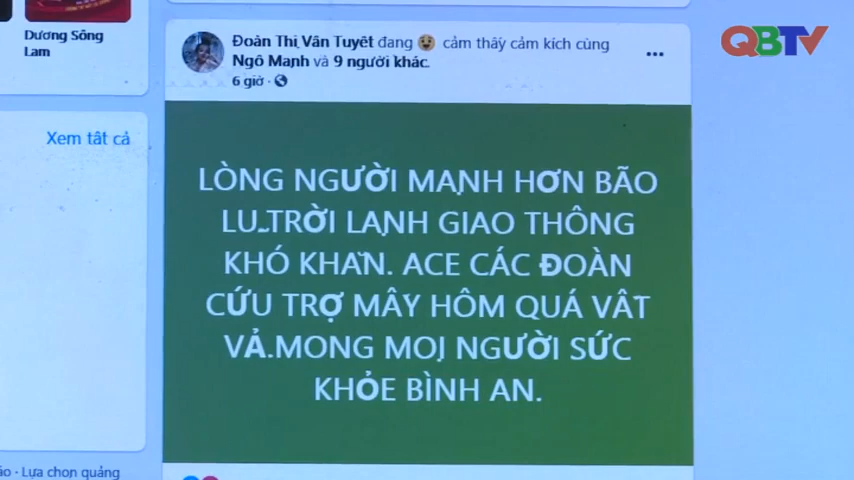 Dương Sông
Lam
Xem tất cả
Đoàn Thị Vân Tuyết đang 😢 cảm thấy cảm kích cùng
Ngô Mạnh và 9 người khác.
6 giờ ·
QBTV
LÒNG NGƯỜI MẠNH HƠN BÃO
LŨ..TRỜI LẠNH GIAO THÔNG
KHÓ KHĂN. ACE CÁC ĐOÀN
CỨU TRỢ MẤY HÔM QUÁ VẤT
VẢ.MONG MỌI NGƯỜI SỨC
KHỎE BÌNH AN.
· Lựa chọn quảng